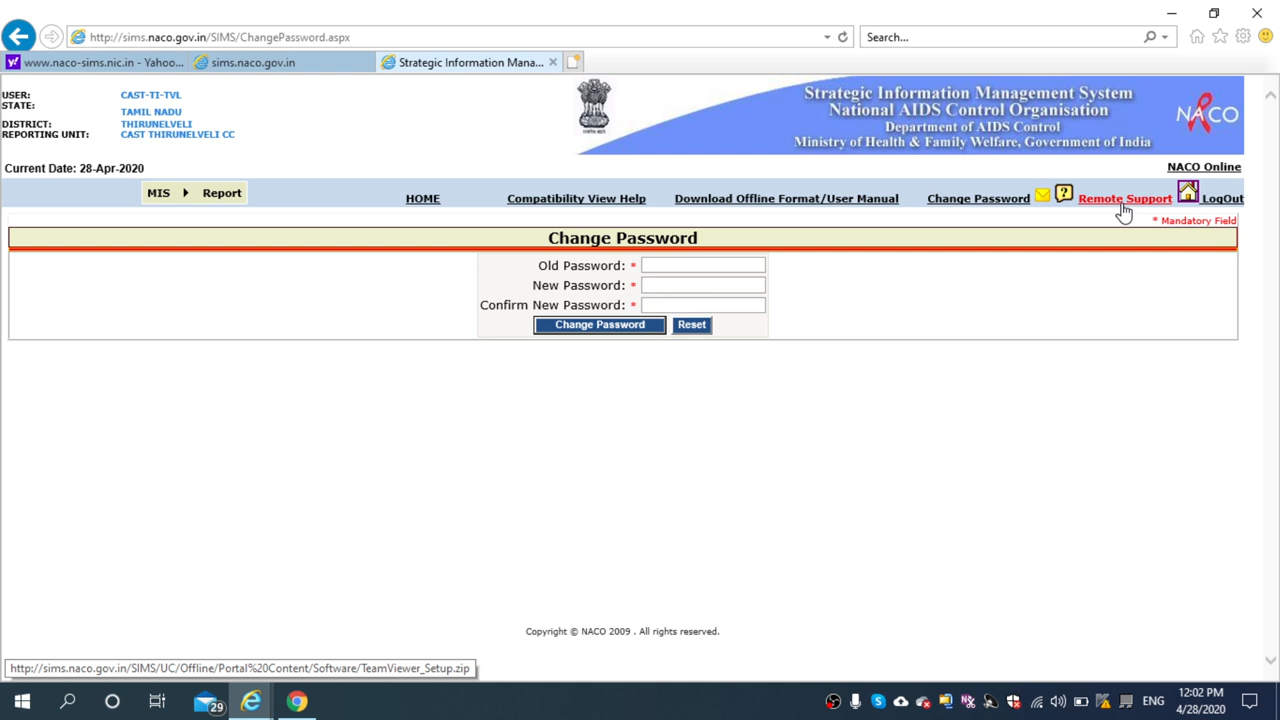 http://sims.naco.gov.in/SIMS/ChangePassword.aspx
Search...
www.naco-sims.nic.in - Yahoo...
sims.naco.gov.in
Strategic Information Mana...
USER: CAST-TI-TVL
STATE: TAMIL NADU
DISTRICT: THIRUNELVELI
REPORTING UNIT: CAST THIRUNELVELI CC
Strategic Information Management System
National AIDS Control Organisation
Department of AIDS Control
Ministry of Health & Family Welfare, Government of India
NACO
Current Date: 28-Apr-2020
NACO Online
MIS Report HOME Compatibility View Help Download Offline Format/User Manual Change Password ? Remote Support LogOut
* Mandatory Field
Change Password
Old Password: *
New Password: *
Confirm New Password: *
Change Password Reset
Copyright © NACO 2009 . All rights reserved.
http://sims.naco.gov.in/SIMS/UC/Offline/Portal%20Content/Software/TeamViewer_Setup.zip
29
ENG
12:02 PM
4/28/2020